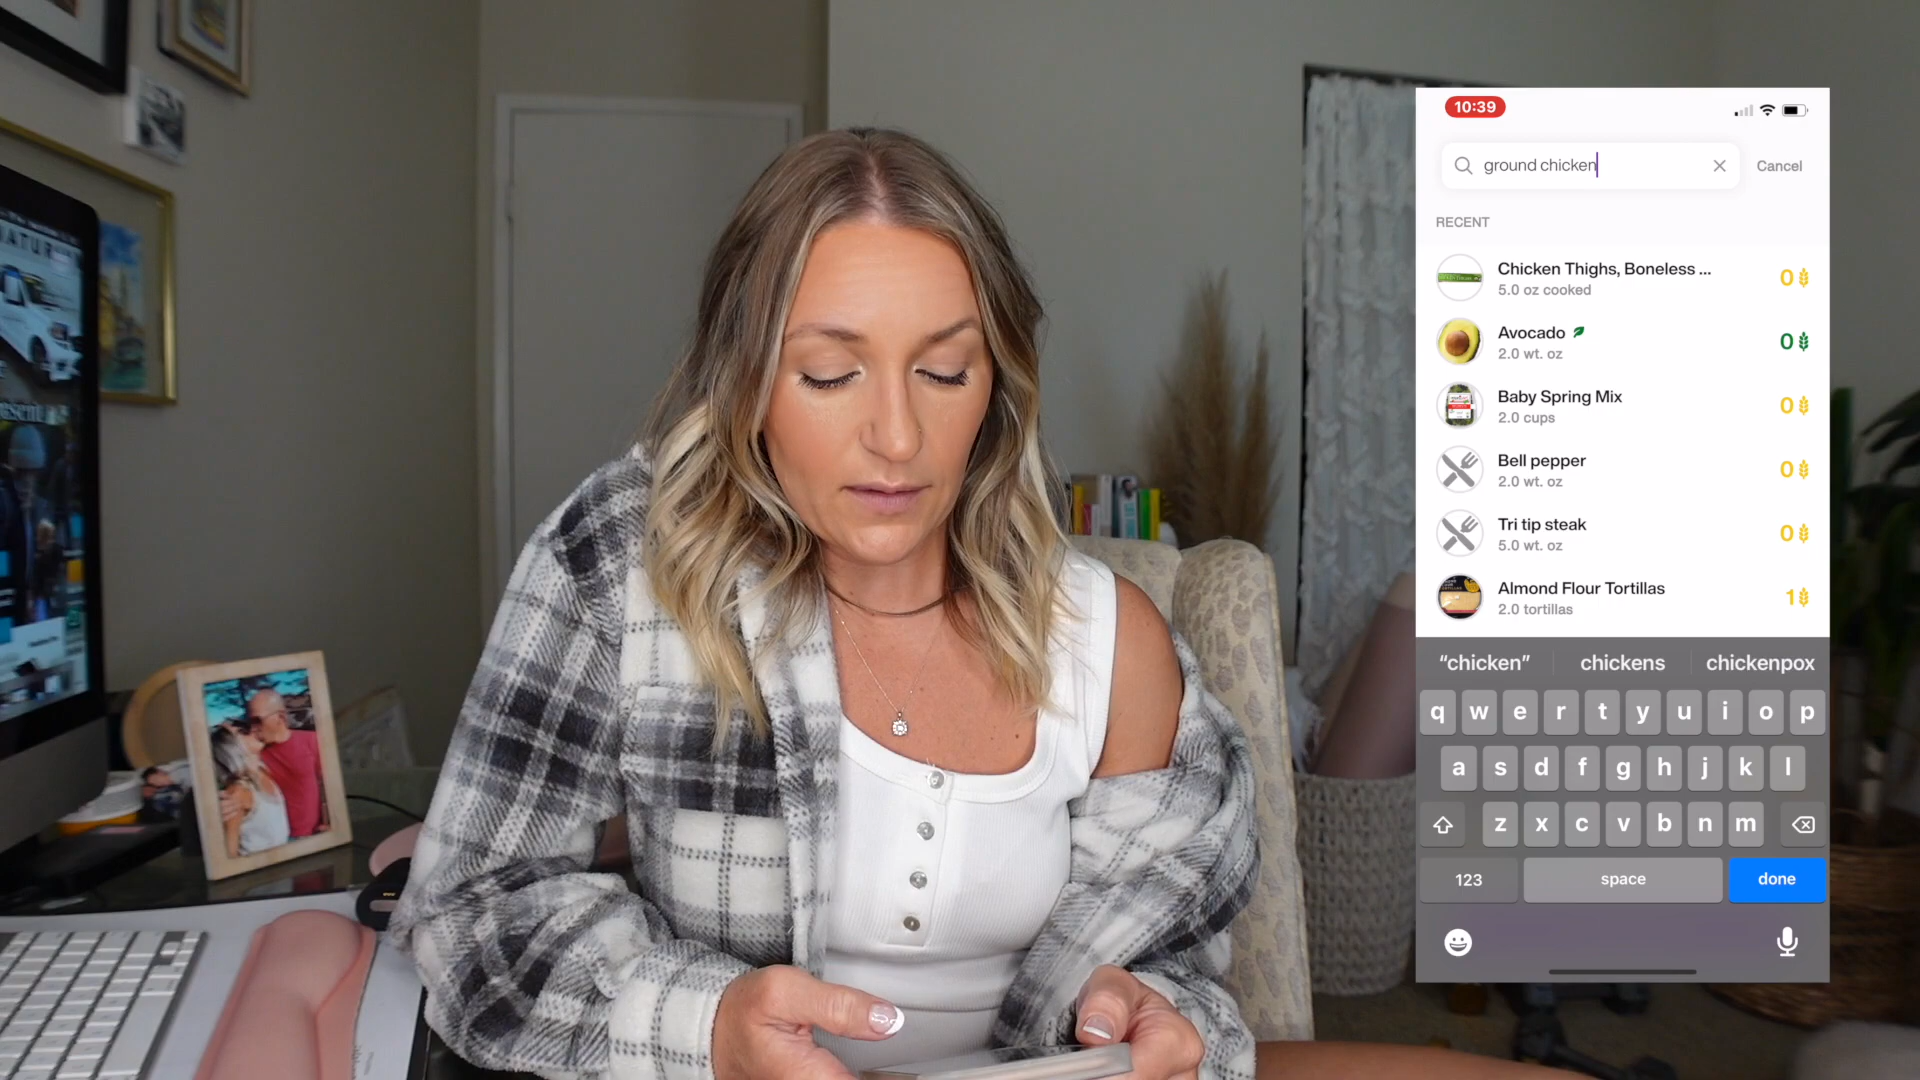 10:39
ground chicken
Cancel
RECENT
Chicken Thighs, Boneless ...
5.0 oz cooked
0
Avocado
2.0 wt. oz
0
Baby Spring Mix
2.0 cups
0
Bell pepper
2.0 wt. oz
0
Tri tip steak
5.0 wt. oz
0
Almond Flour Tortillas
2.0 tortillas
1
“chicken” chickens chickenpox
q w e r t y u i o p
a s d f g h j k l
z x c v b n m
123 space done